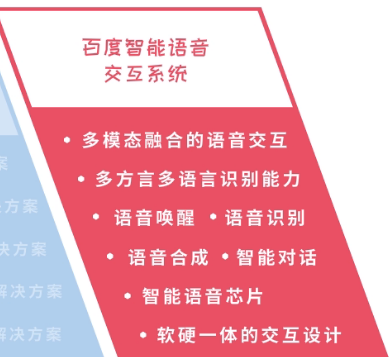 百度智能语音
交互系统
• 多模态融合的语音交互
• 多方言多语言识别能力
• 语音唤醒 • 语音识别
• 语音合成 • 智能对话
• 智能语音芯片
• 软硬一体的交互设计
案
方案
决方案
解决方案
解决方案